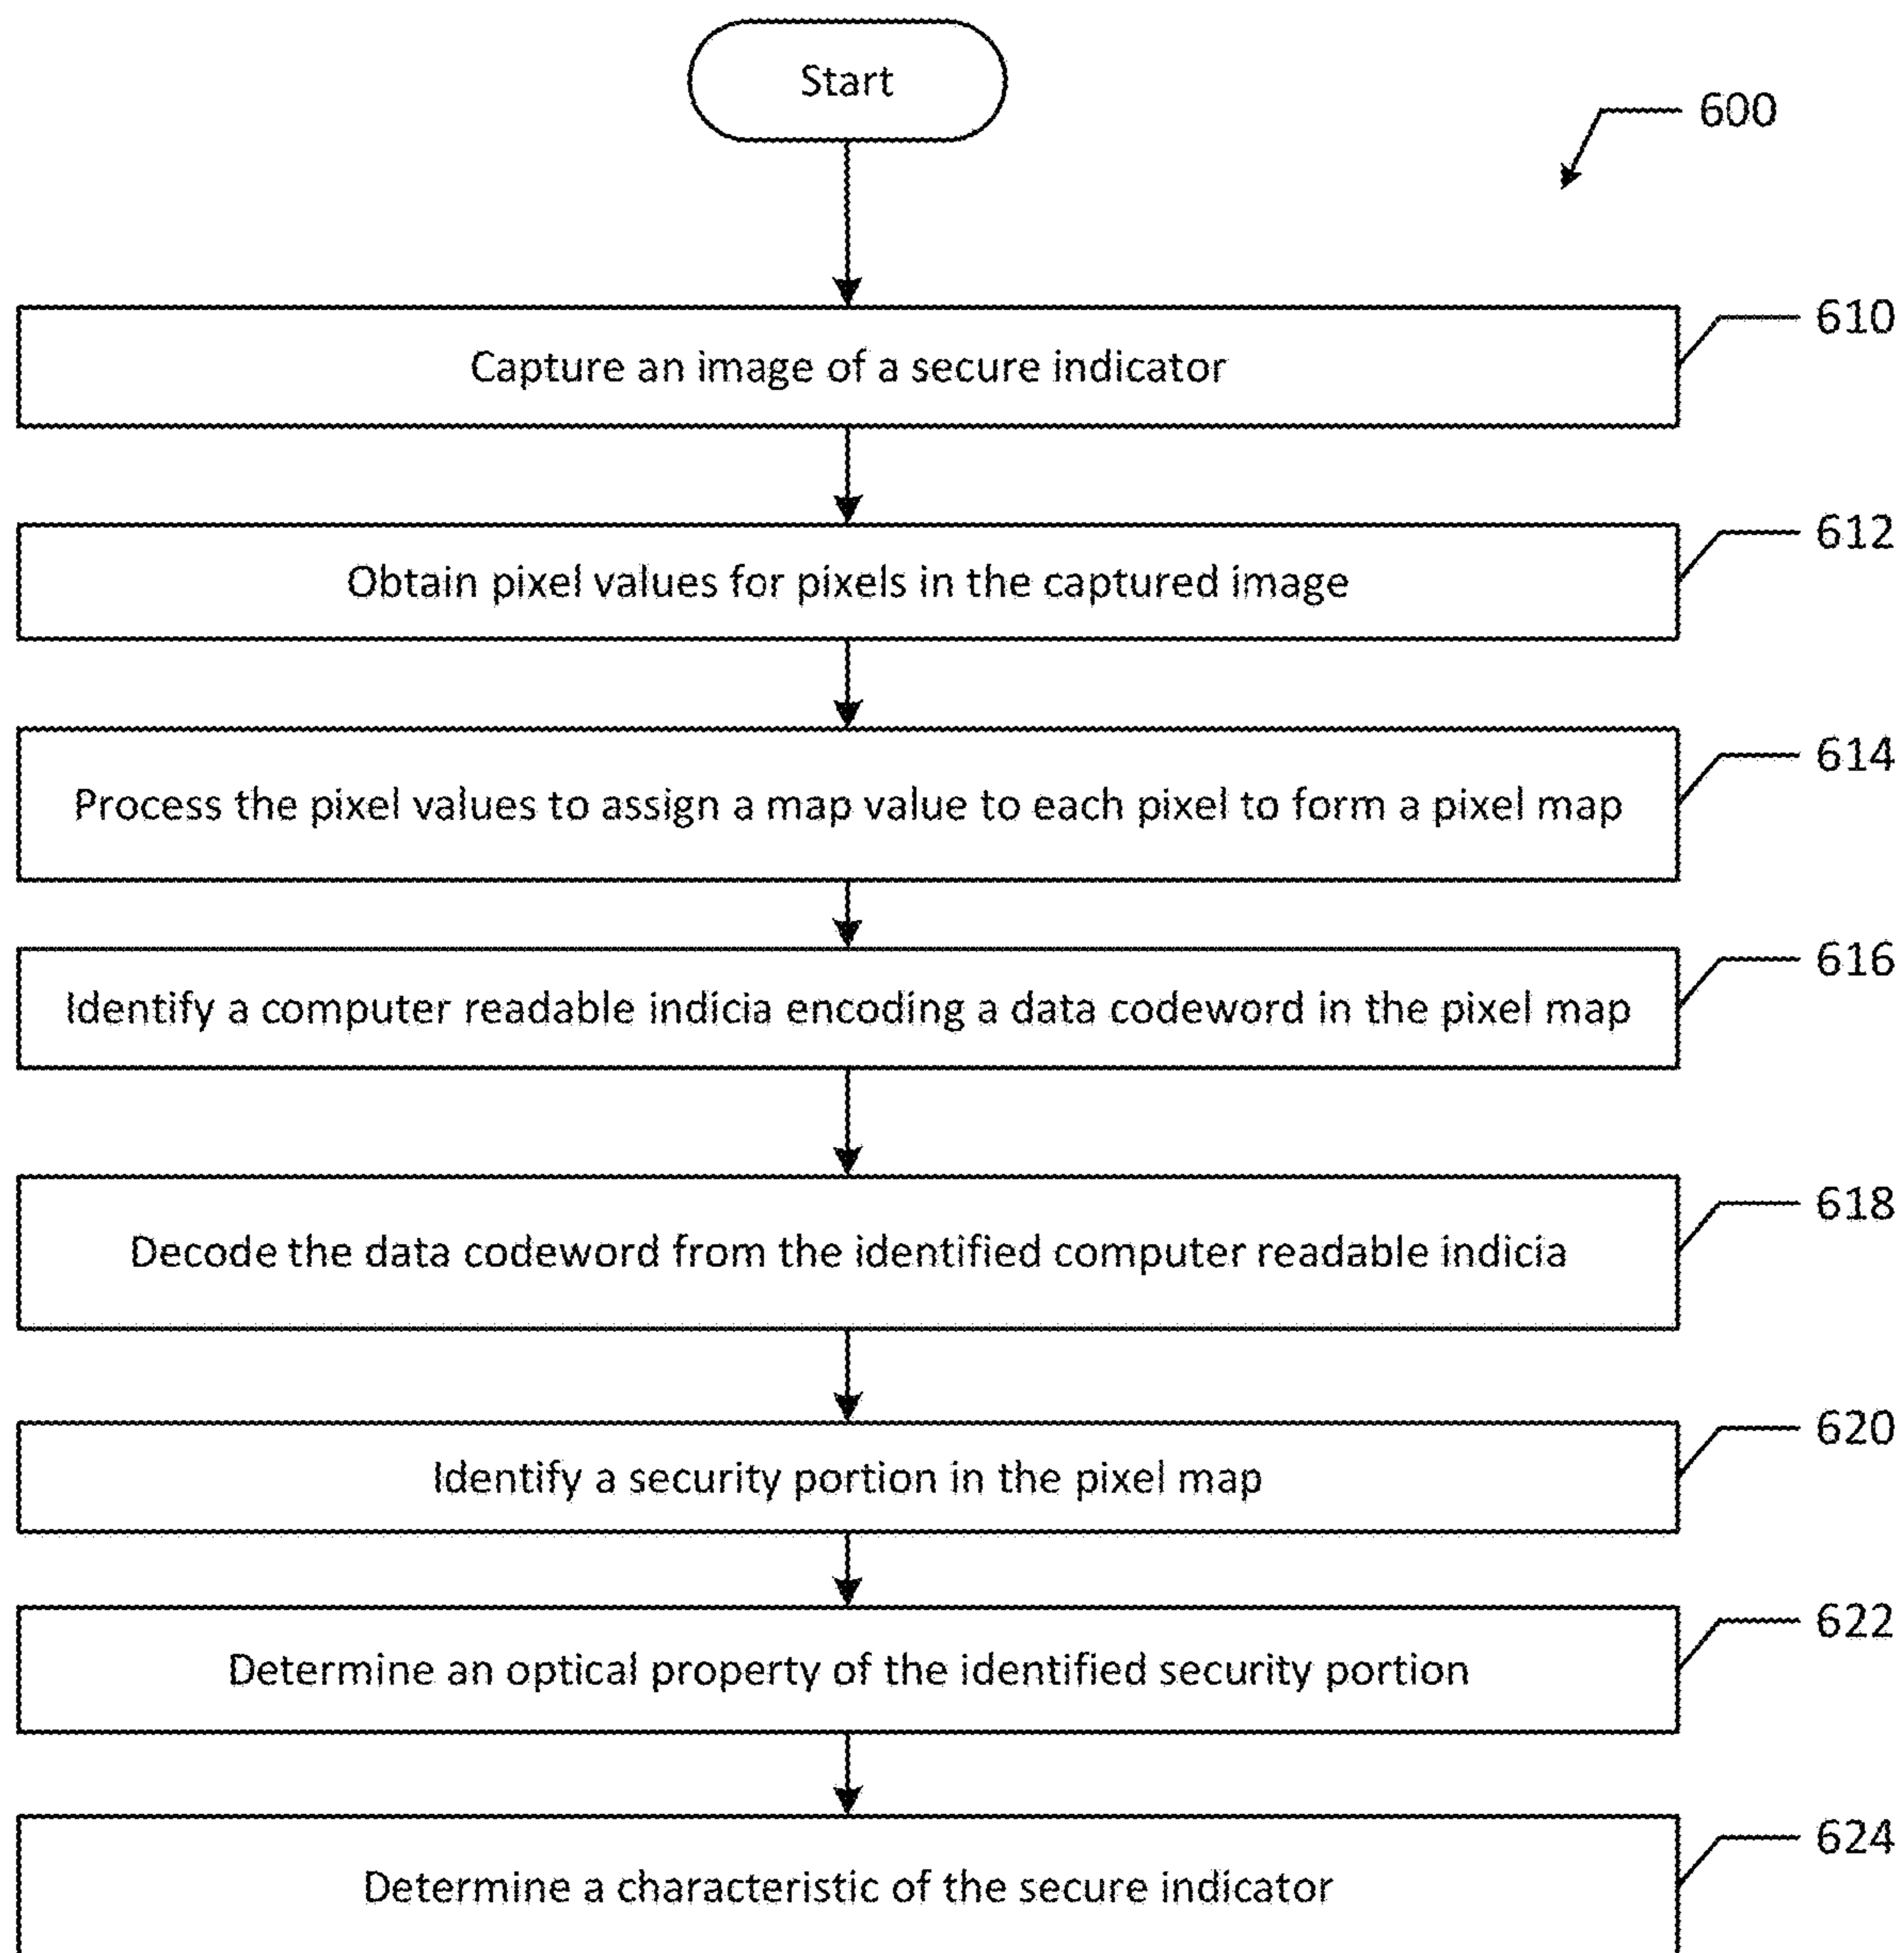 Start
600
Capture an image of a secure indicator
610
Obtain pixel values for pixels in the captured image
612
Process the pixel values to assign a map value to each pixel to form a pixel map
614
Identify a computer readable indicia encoding a data codeword in the pixel map
616
Decode the data codeword from the identified computer readable indicia
618
Identify a security portion in the pixel map
620
Determine an optical property of the identified security portion
622
Determine a characteristic of the secure indicator
624